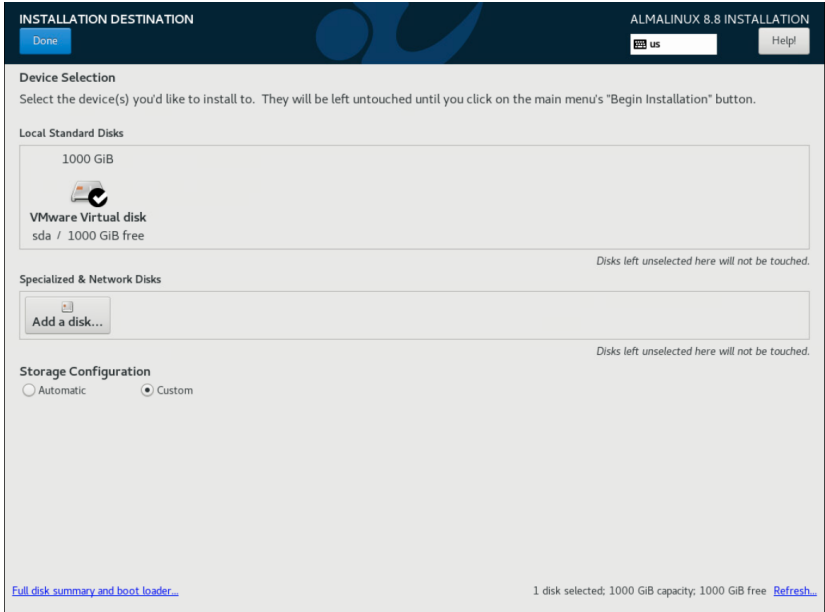 INSTALLATION DESTINATION
ALMALINUX 8.8 INSTALLATION
Done
us
Help!
Device Selection
Select the device(s) you'd like to install to. They will be left untouched until you click on the main menu's "Begin Installation" button.
Local Standard Disks
1000 GiB
VMware Virtual disk
sda / 1000 GiB free
Disks left unselected here will not be touched.
Specialized & Network Disks
Add a disk...
Disks left unselected here will not be touched.
Storage Configuration
Automatic Custom
Full disk summary and boot loader...
1 disk selected; 1000 GiB capacity; 1000 GiB free Refresh...